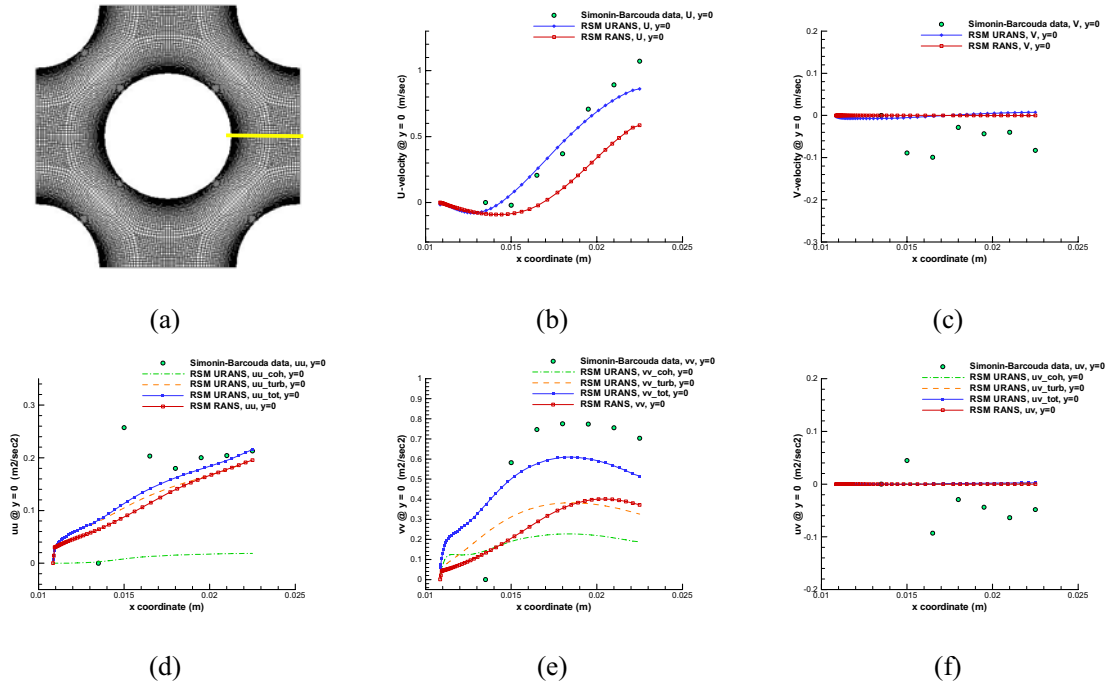 Simonin-Barcouda data, U, y=0
RSM URANS, U, y=0
RSM RANS, U, y=0
U-velocity @ y = 0 (m/sec)
1
0.5
0
0.01
0.015
0.02
0.025
x coordinate (m)
Simonin-Barcouda data, V, y=0
RSM URANS, V, y=0
RSM RANS, V, y=0
V-velocity @ y = 0 (m/sec)
0.2
0.1
0
-0.1
-0.2
-0.3
0.01
0.015
0.02
0.025
x coordinate (m)
(a)
(b)
(c)
Simonin-Barcouda data, uu, y=0
RSM URANS, uu_coh, y=0
RSM URANS, uu_turb, y=0
RSM URANS, uu_tot, y=0
RSM RANS, uu, y=0
uu @ y = 0 (m2/sec2)
0.3
0.2
0.1
0
0.01
0.015
0.02
0.025
x coordinate (m)
Simonin-Barcouda data, vv, y=0
RSM URANS, vv_coh, y=0
RSM URANS, vv_turb, y=0
RSM URANS, vv_tot, y=0
RSM RANS, vv, y=0
vv @ y = 0 (m2/sec2)
1
0.9
0.8
0.7
0.6
0.5
0.4
0.3
0.2
0.1
0
0.01
0.015
0.02
0.025
x coordinate (m)
Simonin-Barcouda data, uv, y=0
RSM URANS, uv_coh, y=0
RSM URANS, uv_turb, y=0
RSM URANS, uv_tot, y=0
RSM RANS, uv, y=0
uv @ y = 0 (m2/sec2)
0.2
0.1
0
-0.1
-0.2
0.01
0.015
0.02
0.025
x coordinate (m)
(d)
(e)
(f)